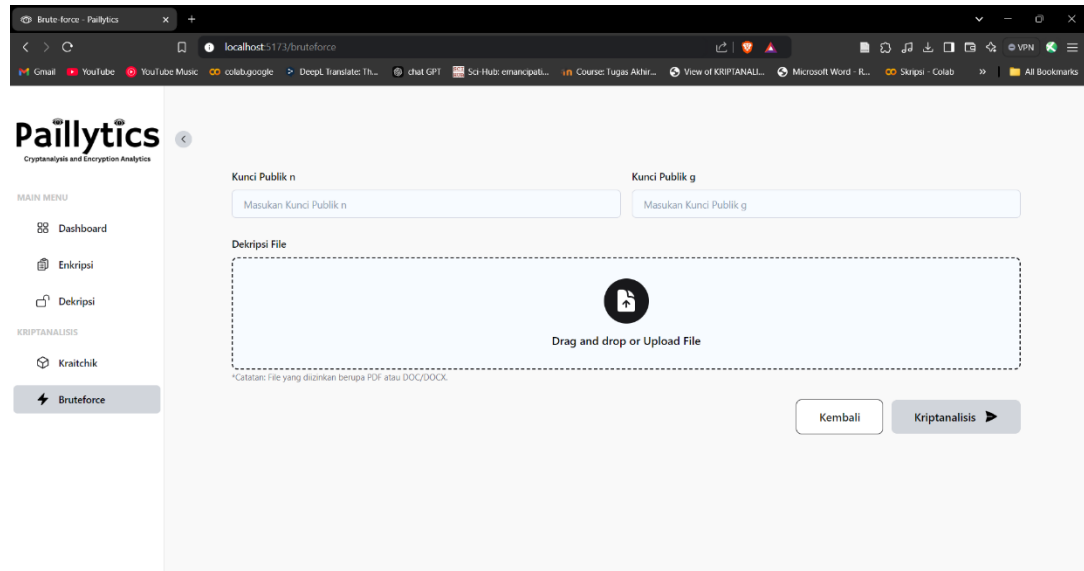 Brute-force - Paillytics
localhost:5173/bruteforce
VPN
Gmail YouTube YouTube Music colab.google DeepL Translate: Th... chat GPT Sci-Hub: emancipati... Course: Tugas Akhir... View of KRIPTANALI... Microsoft Word - R... Skripsi - Colab » All Bookmarks
Paillytics
Cryptanalysis and Encryption Analytics
MAIN MENU
Dashboard
Enkripsi
Dekripsi
KRIPTANALISIS
Kraitchik
Bruteforce
Kunci Publik n Kunci Publik g
Masukan Kunci Publik n Masukan Kunci Publik g
Dekripsi File
Drag and drop or Upload File
*Catatan: File yang diizinkan berupa PDF atau DOC/DOCX.
Kembali Kriptanalisis